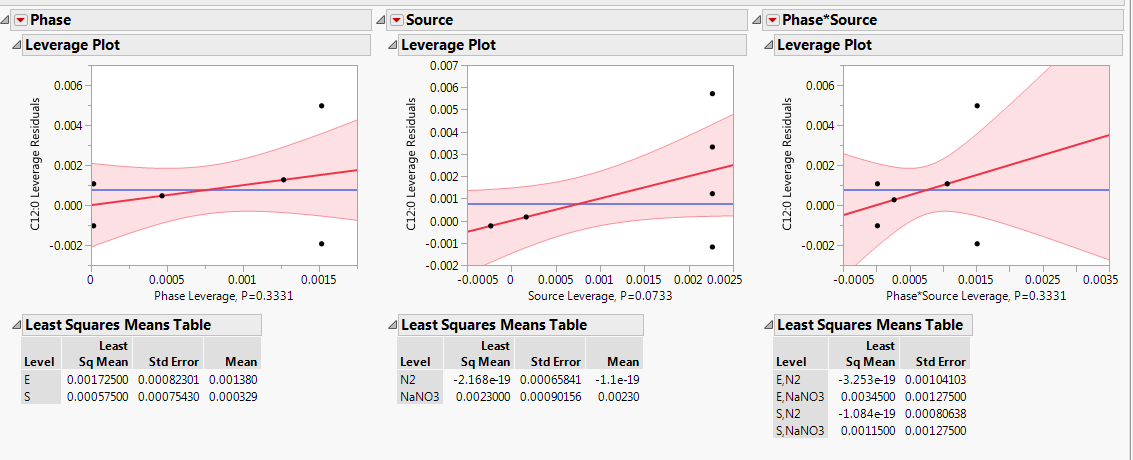 Phase
Leverage Plot
C12:0 Leverage Residuals
0.006
0.004
0.002
0.000
-0.002
0 0.0005 0.001 0.0015
Phase Leverage, P=0.3331
Least Squares Means Table
Least
Level Sq Mean Std Error Mean
E 0.00172500 0.00082301 0.001380
S 0.00057500 0.00075430 0.000329
Source
Leverage Plot
C12:0 Leverage Residuals
0.007
0.006
0.005
0.004
0.003
0.002
0.001
0.000
-0.001
-0.002
-0.0005 0 0.0005 0.001 0.0015 0.002 0.0025
Source Leverage, P=0.0733
Least Squares Means Table
Least
Level Sq Mean Std Error Mean
N2 -2.168e-19 0.00065841 -1.1e-19
NaNO3 0.0023000 0.00090156 0.00230
Phase*Source
Leverage Plot
C12:0 Leverage Residuals
0.006
0.004
0.002
0.000
-0.002
-0.0005 0.0005 0.0015 0.0025 0.0035
Phase*Source Leverage, P=0.3331
Least Squares Means Table
Least
Level Sq Mean Std Error
E,N2 -3.253e-19 0.00104103
E,NaNO3 0.0034500 0.00127500
S,N2 -1.084e-19 0.00080638
S,NaNO3 0.0011500 0.00127500